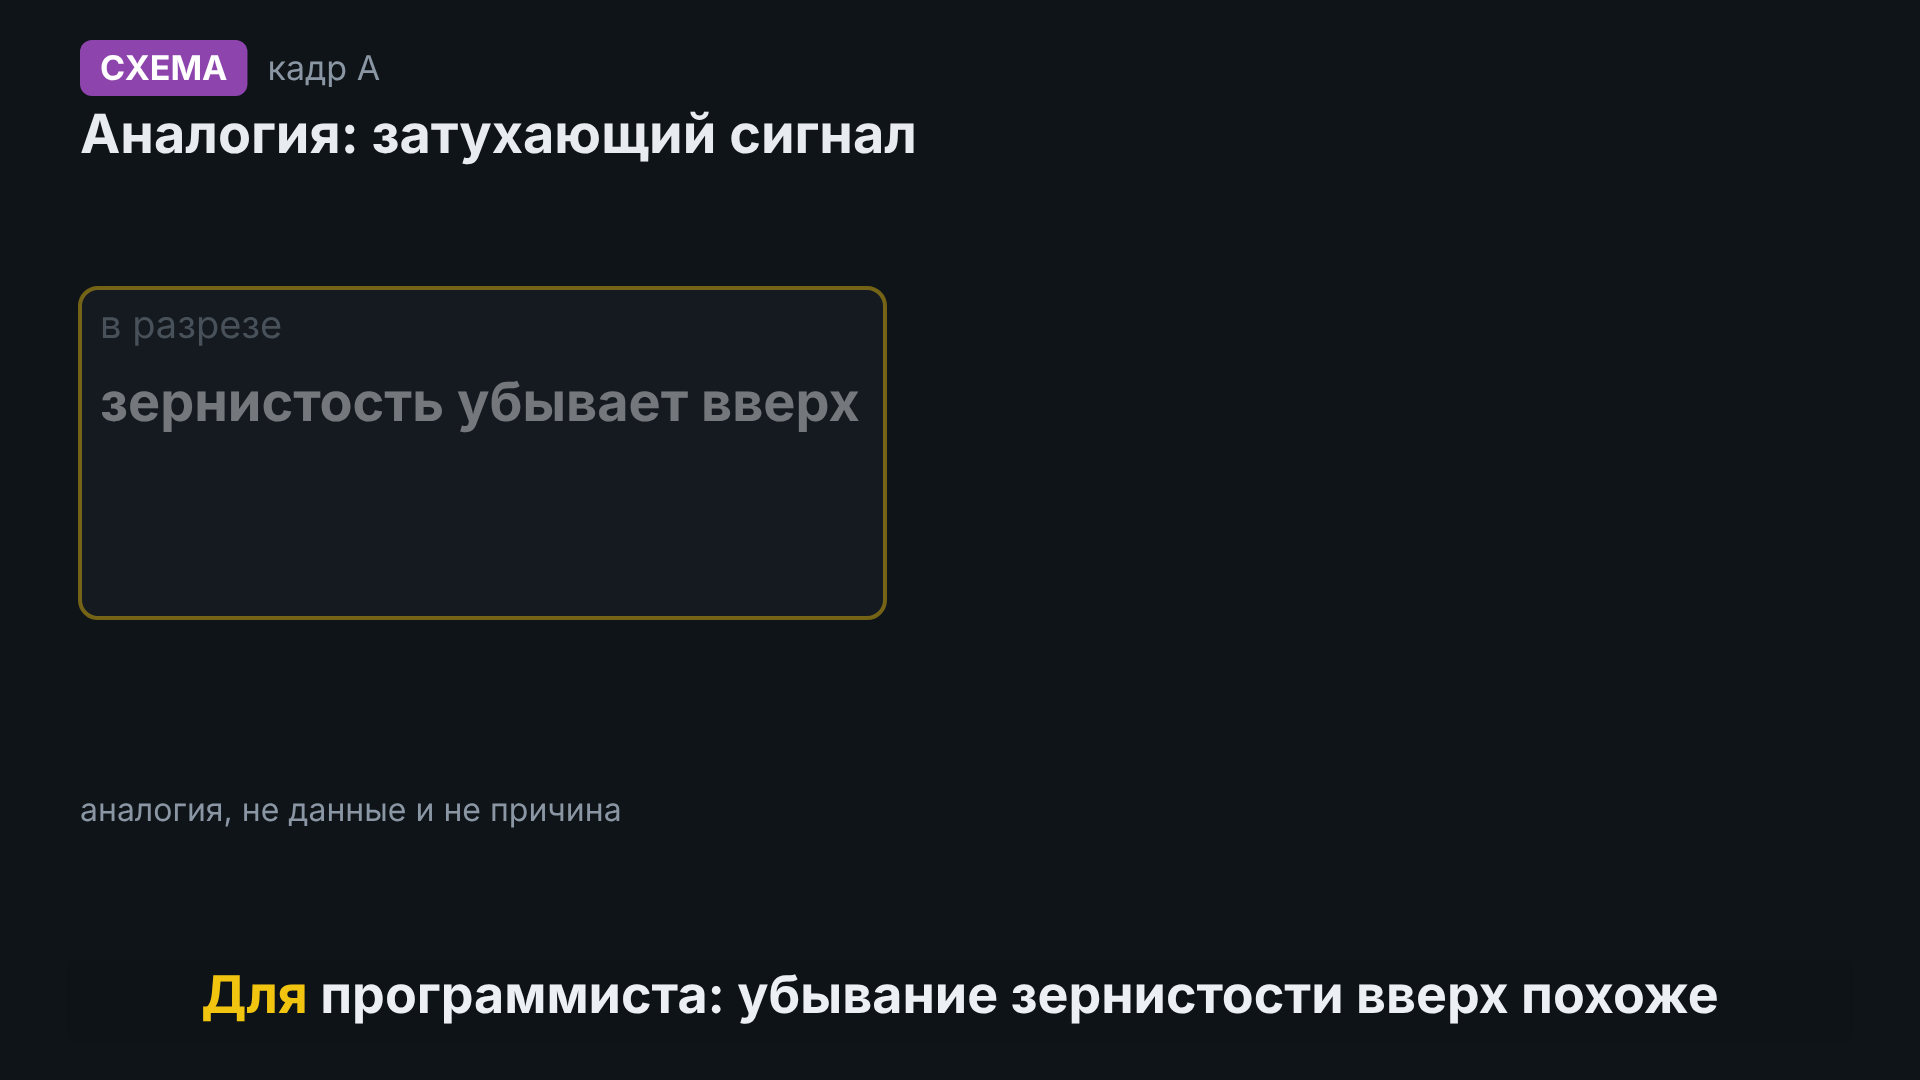 СХЕМА кадр А
Аналогия: затухающий сигнал
в разрезе
зернистость убывает вверх
аналогия, не данные и не причина
Для программиста: убывание зернистости вверх похоже